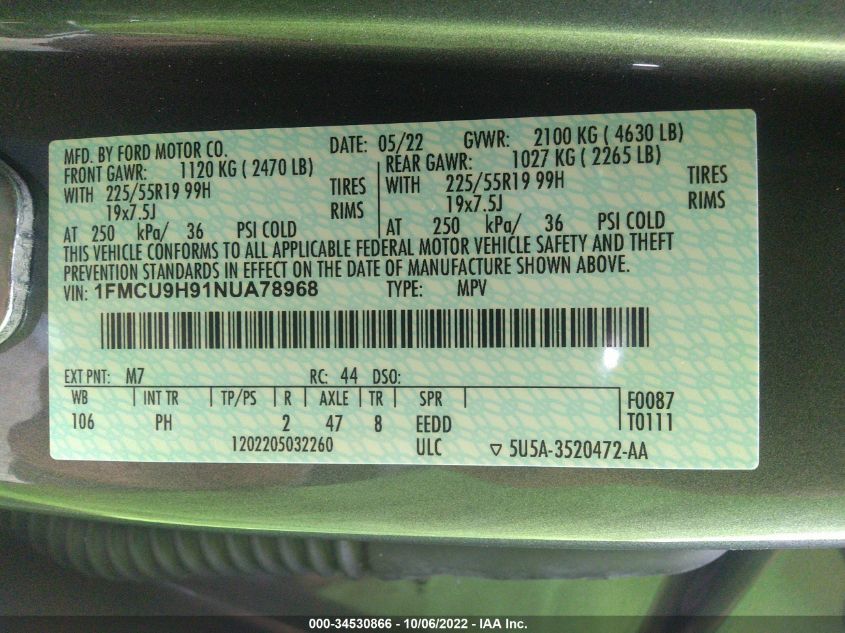 MFD. BY FORD MOTOR CO. DATE: 05/22 GVWR: 2100 KG ( 4630 LB)
FRONT GAWR: 1120 KG ( 2470 LB) REAR GAWR: 1027 KG ( 2265 LB)
WITH 225/55R19 99H TIRES WITH 225/55R19 99H TIRES
19x7.5J RIMS 19x7.5J RIMS
AT 250 kPa/ 36 PSI COLD AT 250 kPa/ 36 PSI COLD
THIS VEHICLE CONFORMS TO ALL APPLICABLE FEDERAL MOTOR VEHICLE SAFETY AND THEFT
PREVENTION STANDARDS IN EFFECT ON THE DATE OF MANUFACTURE SHOWN ABOVE.
VIN: 1FMCU9H91NUA78968 TYPE: MPV
EXT PNT: M7 RC: 44 DSO:
WB INT TR TP/PS R AXLE TR SPR F0087
106 PH 2 47 8 EEDD T0111
1202205032260 ULC ▽ 5U5A-3520472-AA
000-34530866 - 10/06/2022 - IAA Inc.